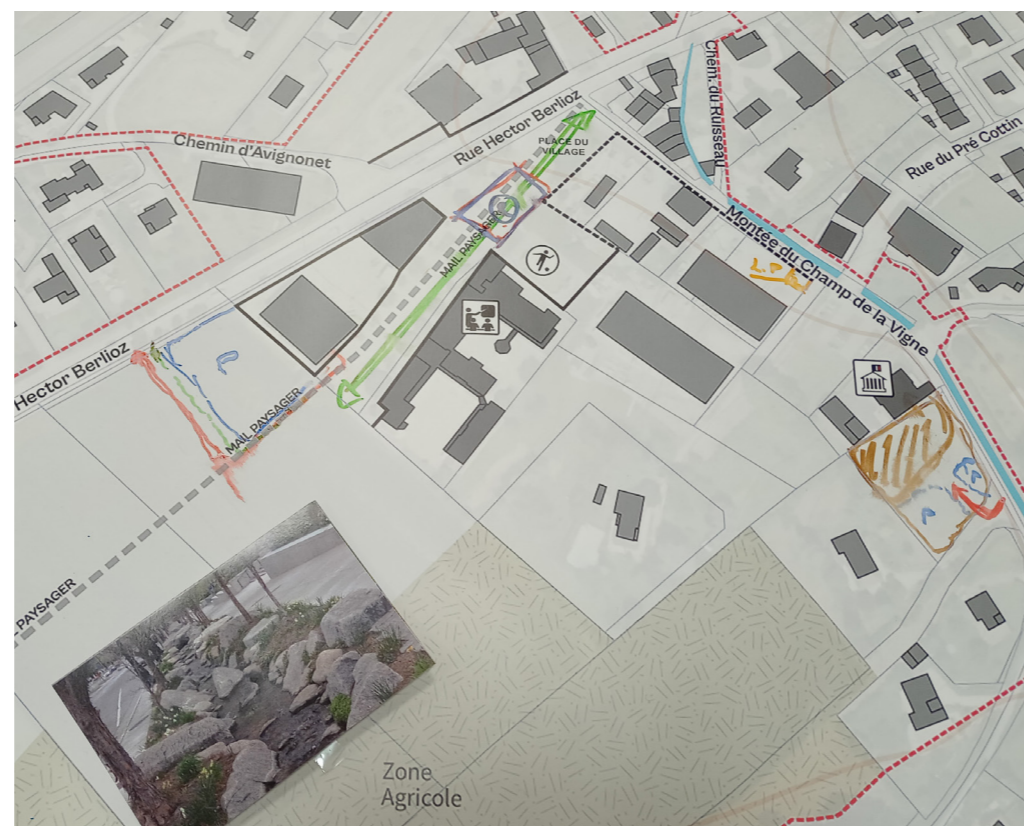 Chemin d'Avignonet
Rue Hector Berlioz
PLACE DU
VILLAGE
Chem. du Ruisseau
Rue du Pré Cottin
MAIL PAYSAGER
Montée du Champ de la Vigne
Hector Berlioz
MAIL PAYSAGER
PAYSAGER
Zone
Agricole